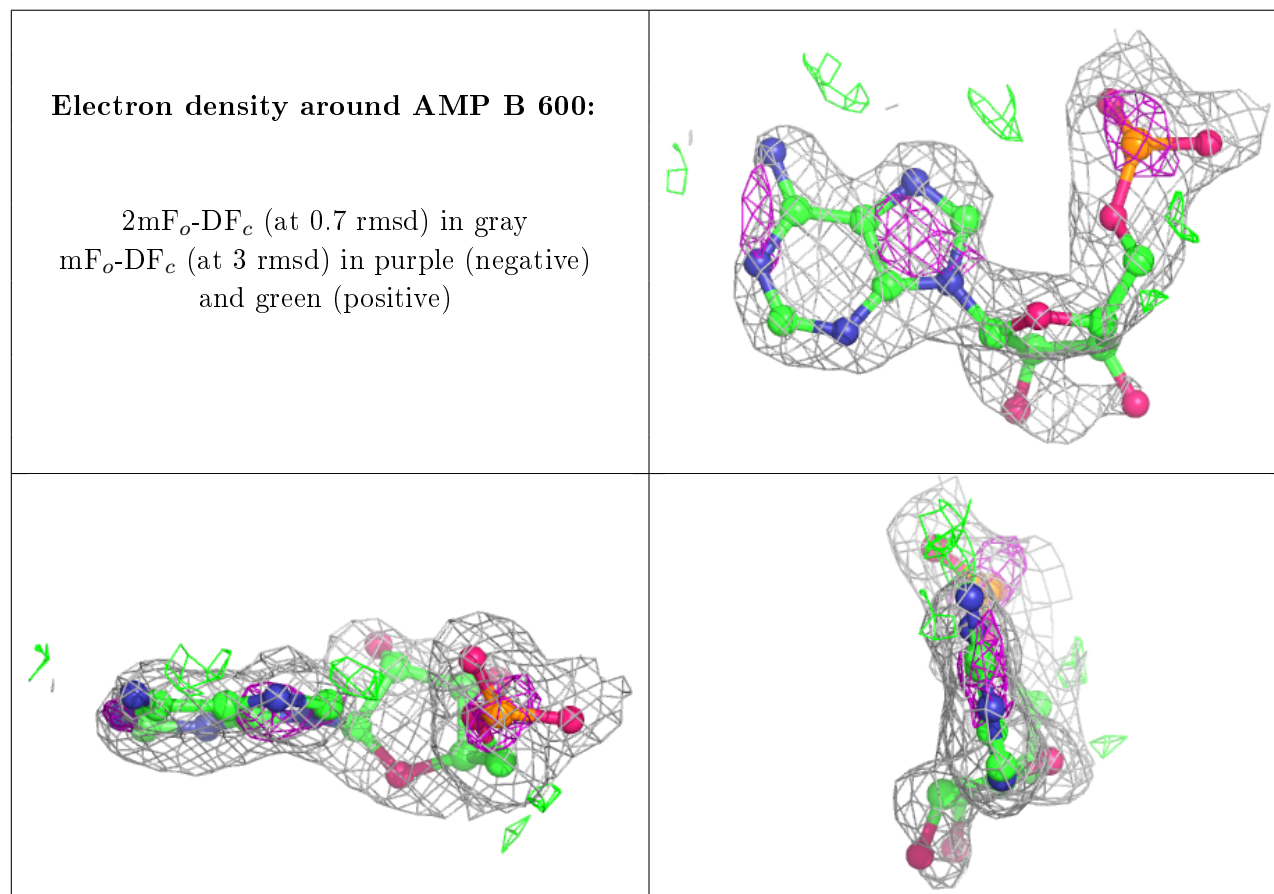 Electron density around AMP B 600:
2mFₒ-DF𝒸 (at 0.7 rmsd) in gray
mFₒ-DF𝒸 (at 3 rmsd) in purple (negative)
and green (positive)